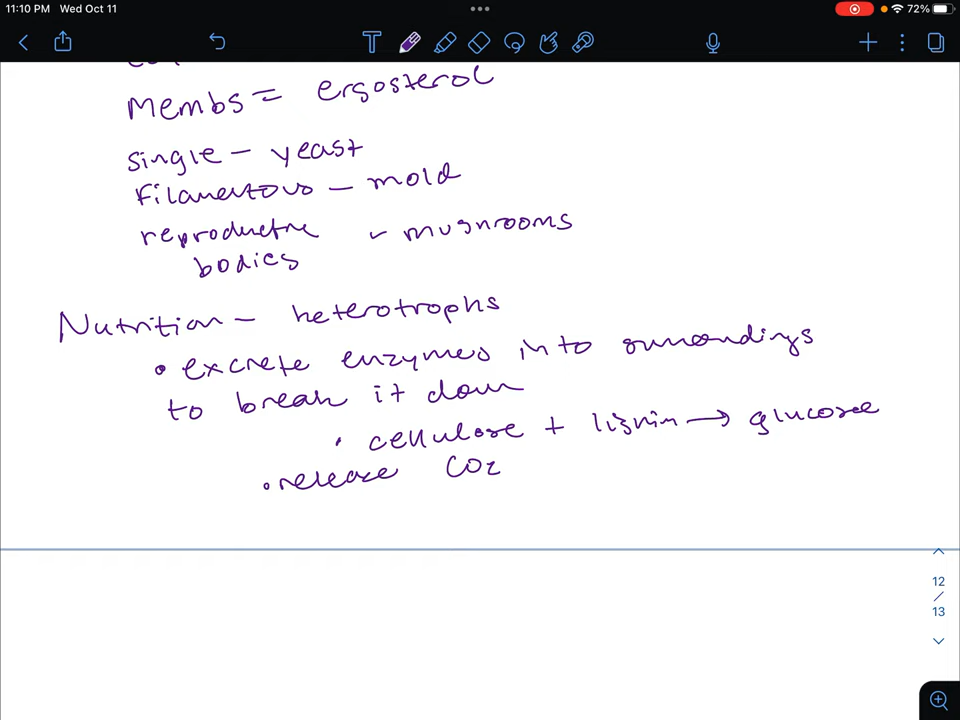 11:10 PM Wed Oct 11
72%
Membs = ergosterol
single - yeast
filamentous - mold
reproductive - mushrooms
bodies
Nutrition - heterotrophs
• excrete enzymes into surroundings
to break it down
• cellulose + lignin → glucose
• release CO2
12
/
13